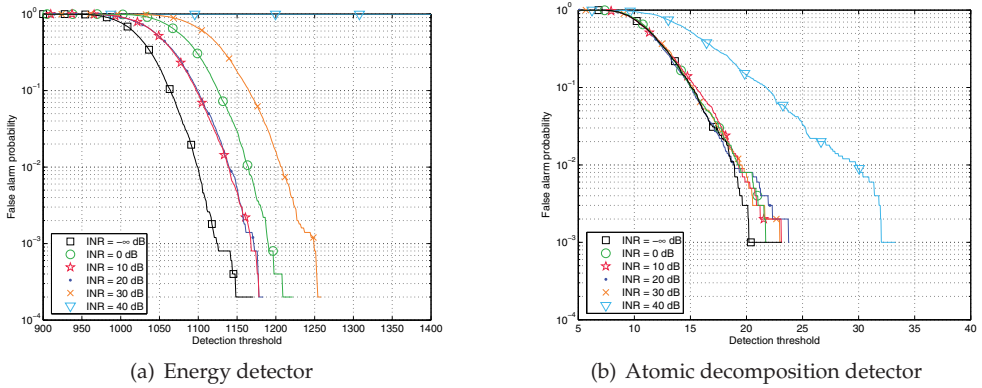 10^0
10^-1
10^-2
10^-3
10^-4
False alarm probability
INR = −∞ dB
INR = 0 dB
INR = 10 dB
INR = 20 dB
INR = 30 dB
INR = 40 dB
900 950 1000 1050 1100 1150 1200 1250 1300 1350 1400
Detection threshold
(a) Energy detector
10^0
10^-1
10^-2
10^-3
10^-4
False alarm probability
INR = −∞ dB
INR = 0 dB
INR = 10 dB
INR = 20 dB
INR = 30 dB
INR = 40 dB
5 10 15 20 25 30 35 40
Detection threshold
(b) Atomic decomposition detector